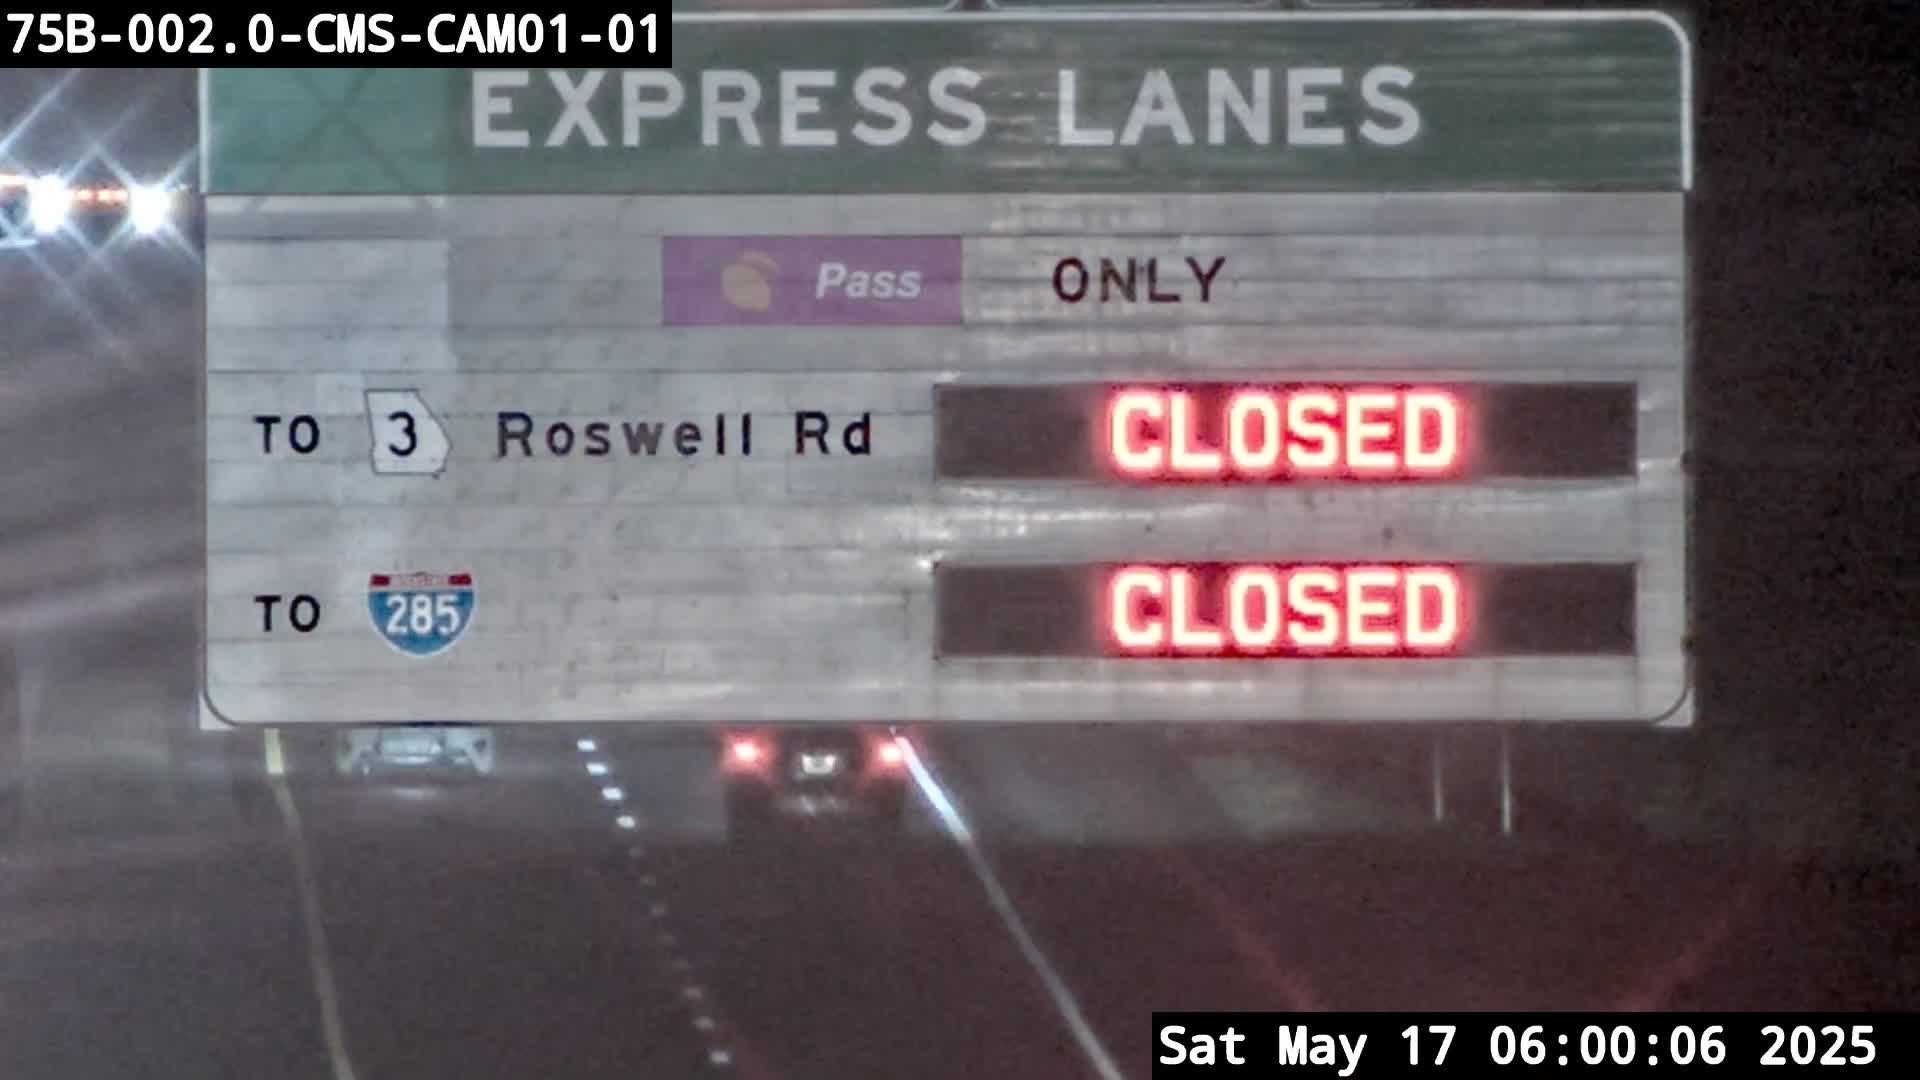 75B-002.0-CMS-CAM01-01
EXPRESS LANES
Pass ONLY
TO 3 Roswell Rd CLOSED
TO 285 CLOSED
Sat May 17 06:00:06 2025